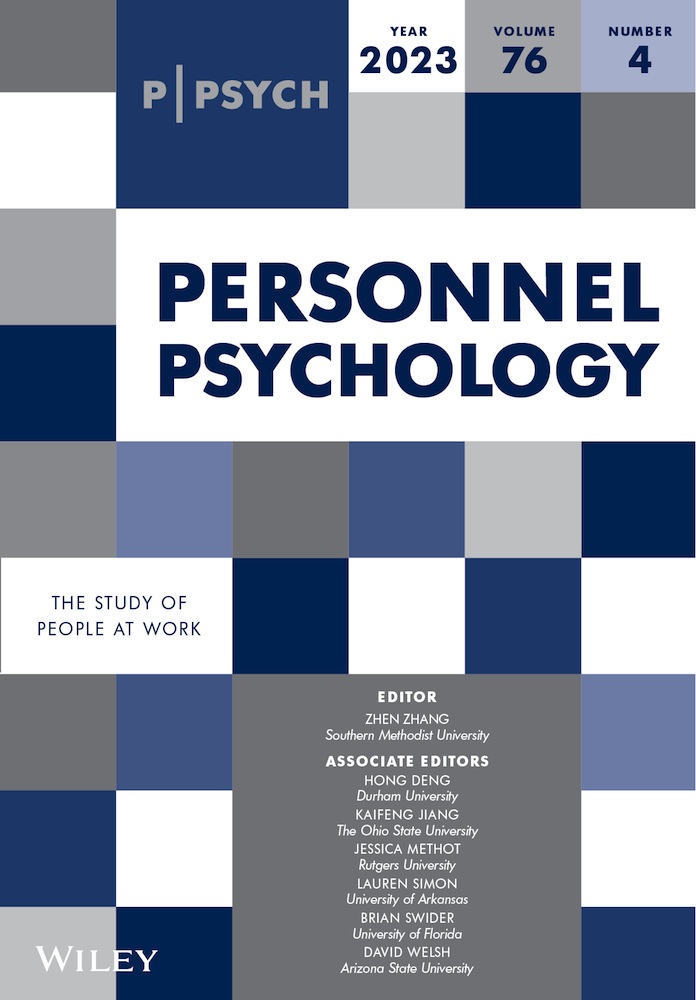 P|PSYCH
YEAR
2023
VOLUME
76
NUMBER
4
PERSONNEL
PSYCHOLOGY
THE STUDY OF
PEOPLE AT WORK
EDITOR
ZHEN ZHANG
Southern Methodist University
ASSOCIATE EDITORS
HONG DENG
Durham University
KAIFENG JIANG
The Ohio State University
JESSICA METHOT
Rutgers University
LAUREN SIMON
University of Arkansas
BRIAN SWIDER
University of Florida
DAVID WELSH
Arizona State University
WILEY